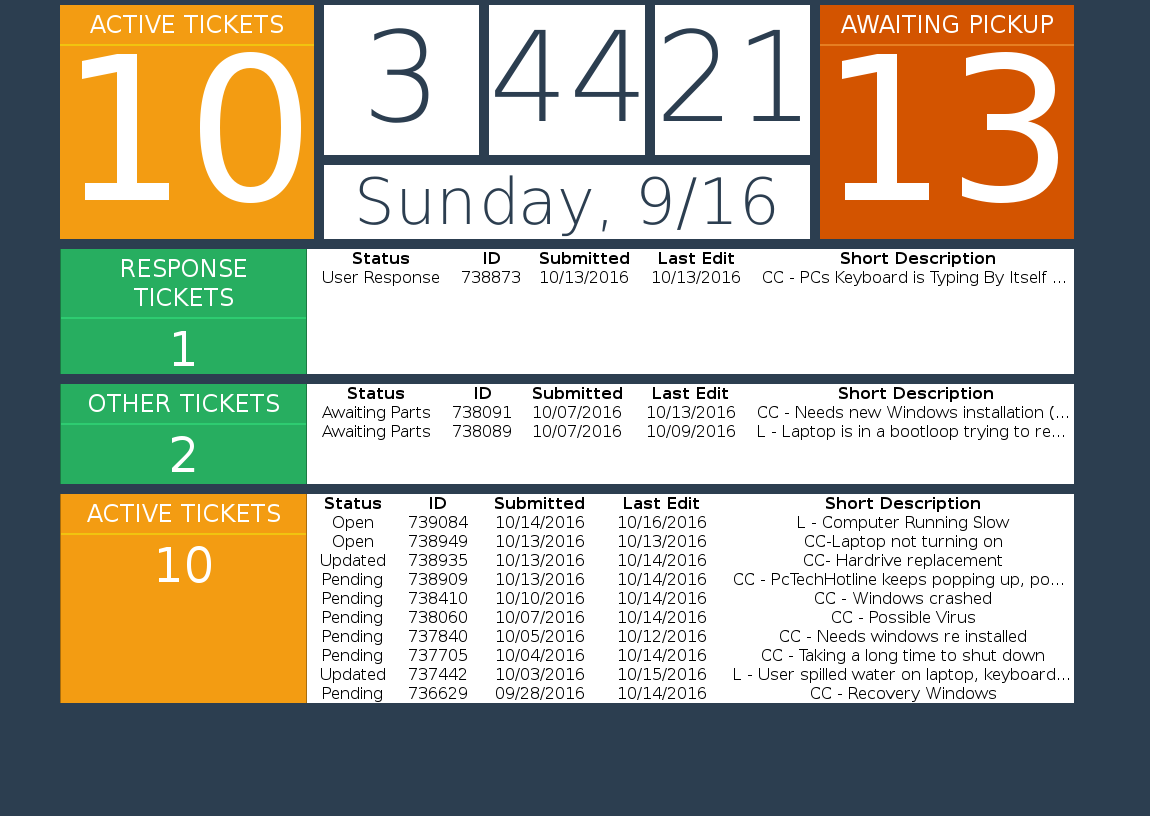 ACTIVE TICKETS
10
3 44 21
Sunday, 9/16
AWAITING PICKUP
13
RESPONSE
TICKETS
1
Status ID Submitted Last Edit Short Description
User Response 738873 10/13/2016 10/13/2016 CC - PCs Keyboard is Typing By Itself ...
OTHER TICKETS
2
Status ID Submitted Last Edit Short Description
Awaiting Parts 738091 10/07/2016 10/13/2016 CC - Needs new Windows installation (...
Awaiting Parts 738089 10/07/2016 10/09/2016 L - Laptop is in a bootloop trying to re...
ACTIVE TICKETS
10
Status ID Submitted Last Edit Short Description
Open 739084 10/14/2016 10/16/2016 L - Computer Running Slow
Open 738949 10/13/2016 10/13/2016 CC-Laptop not turning on
Updated 738935 10/13/2016 10/14/2016 CC- Hardrive replacement
Pending 738909 10/13/2016 10/14/2016 CC - PcTechHotline keeps popping up, po...
Pending 738410 10/10/2016 10/14/2016 CC - Windows crashed
Pending 738060 10/07/2016 10/14/2016 CC - Possible Virus
Pending 737840 10/05/2016 10/12/2016 CC - Needs windows re installed
Pending 737705 10/04/2016 10/14/2016 CC - Taking a long time to shut down
Updated 737442 10/03/2016 10/15/2016 L - User spilled water on laptop, keyboard...
Pending 736629 09/28/2016 10/14/2016 CC - Recovery Windows